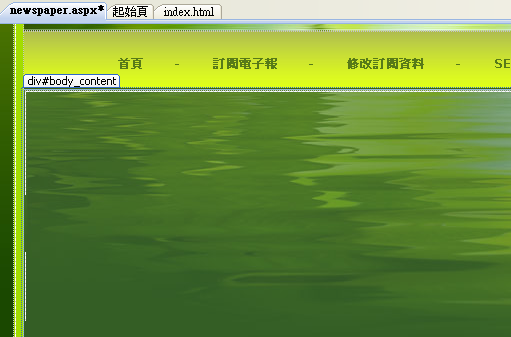 newspaper.aspx* 起始頁 index.html
首頁 - 訂閱電子報 - 修改訂閱資料 - SE
div#body_content